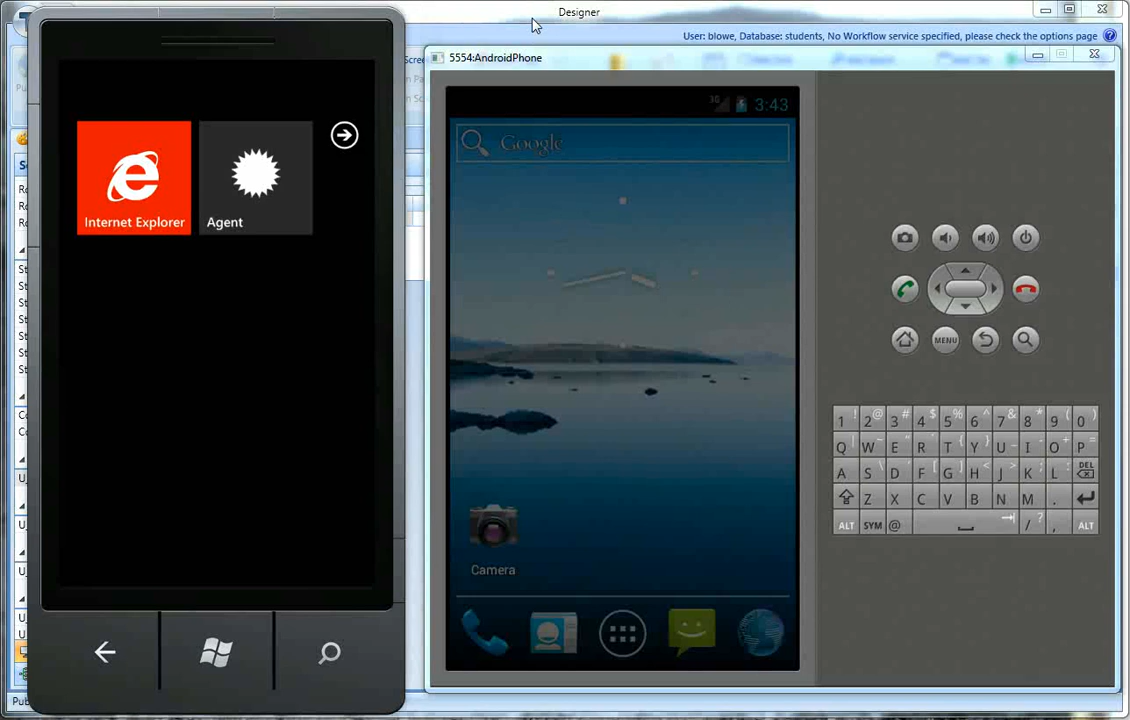 Designer
User: blowe, Database: students, No Workflow service specified, please check the options page
5554:AndroidPhone
3G
3:43
Google
Internet Explorer
Agent
Camera
MENU
1 ! 2 @ 3 # 4 $ 5 % 6 ^ 7 & 8 * 9 ( 0 )
Q W E R T Y U I O P
A S D F G H J K L DEL
Z X C V B N M .
ALT SYM @ / ? , ALT